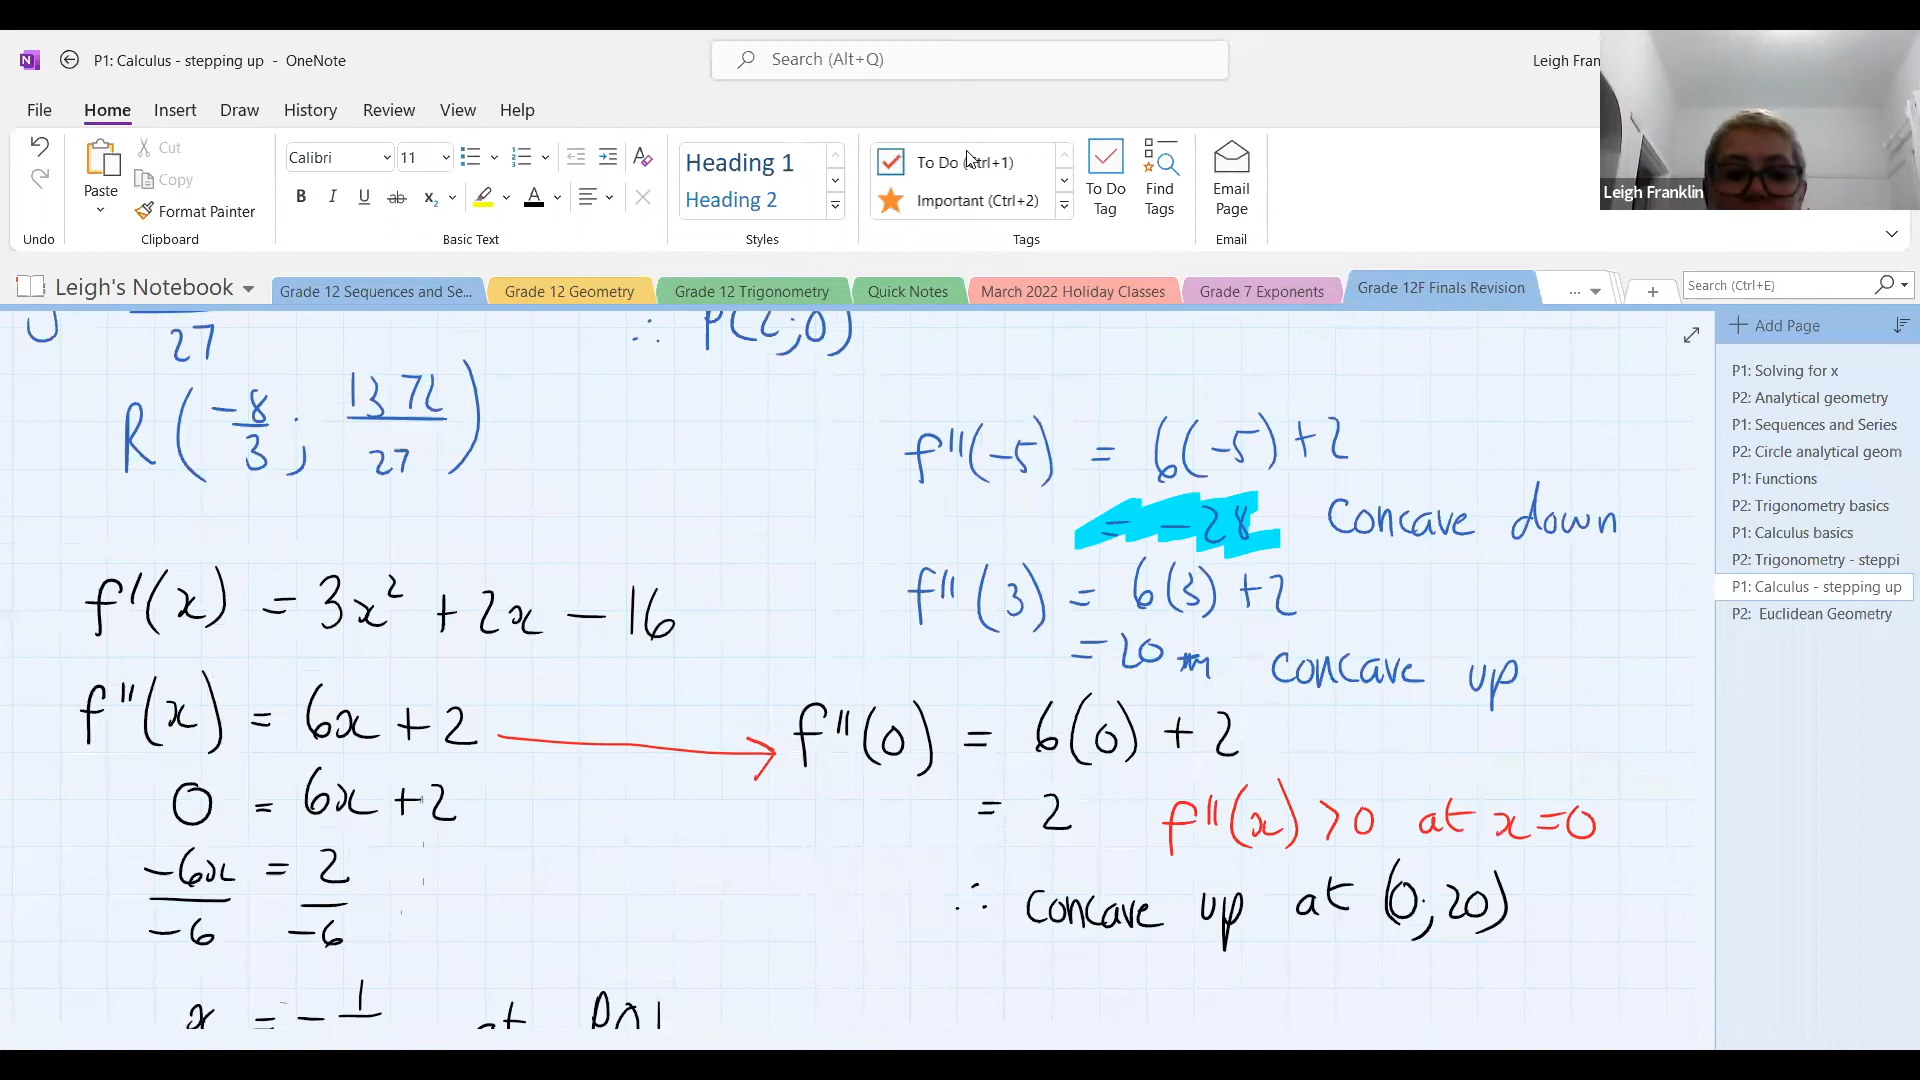 P1: Calculus - stepping up - OneNote
Search (Alt+Q)
Leigh Fran
File Home Insert Draw History Review View Help
Undo
Paste
Cut
Copy
Format Painter
Clipboard
Calibri 11
B I U ab x₂ A
Basic Text
Heading 1
Heading 2
Styles
To Do (Ctrl+1)
Important (Ctrl+2)
Tags
To Do Tag
Find Tags
Email Page
Email
Leigh Franklin
Leigh's Notebook
Grade 12 Sequences and Se...
Grade 12 Geometry
Grade 12 Trigonometry
Quick Notes
March 2022 Holiday Classes
Grade 7 Exponents
Grade 12F Finals Revision
...
Search (Ctrl+E)
Add Page
P1: Solving for x
P2: Analytical geometry
P1: Sequences and Series
P2: Circle analytical geom
P1: Functions
P2: Trigonometry basics
P1: Calculus basics
P2: Trigonometry - steppi
P1: Calculus - stepping up
P2: Euclidean Geometry
27
∴ P(2;0)
R(-8/3; 1372/27)
f'(x) = 3x² + 2x - 16
f''(x) = 6x + 2
0 = 6x + 2
-6x/-6 = 2/-6
x = -1 at POI
f''(-5) = 6(-5) + 2
= -28 concave down
f''(3) = 6(3) + 2
= 20 concave up
f''(0) = 6(0) + 2
= 2 f''(x) > 0 at x=0
∴ concave up at (0;20)